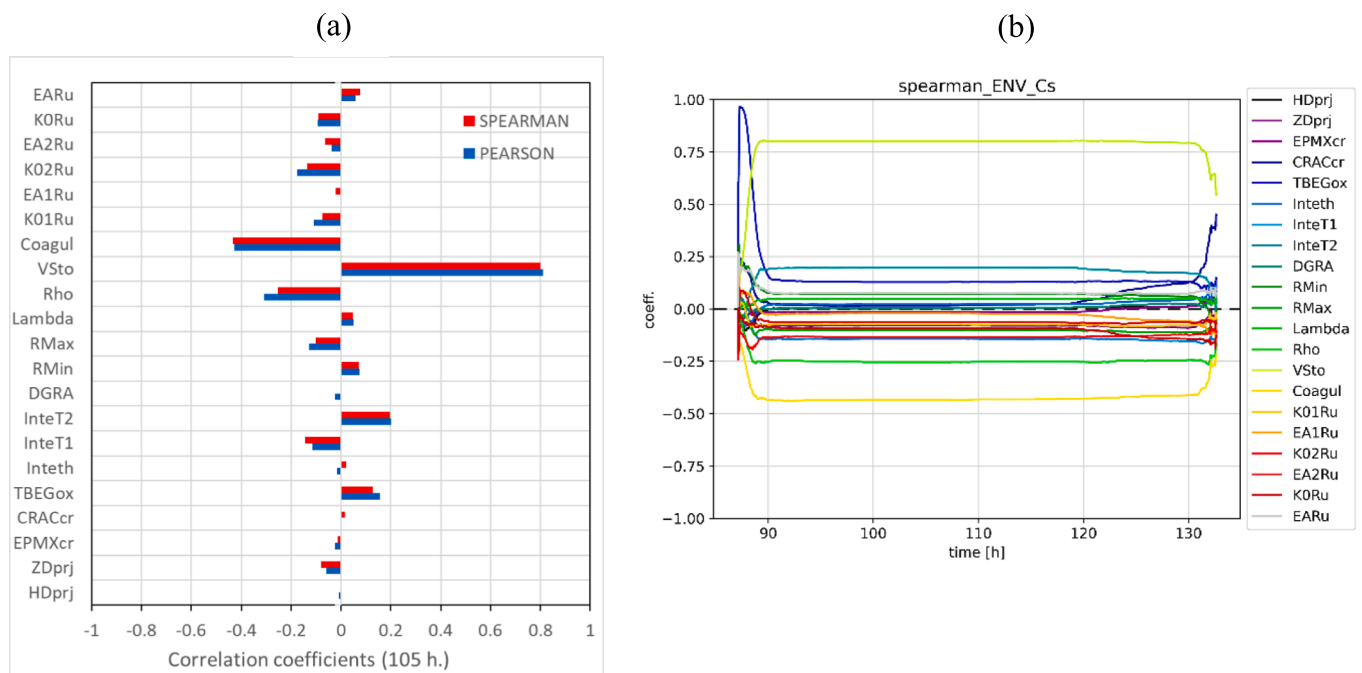 (a)
EARu
K0Ru
EA2Ru
K02Ru
EA1Ru
K01Ru
Coagul
VSto
Rho
Lambda
RMax
RMin
DGRA
InteT2
InteT1
Inteth
TBEGox
CRACcr
EPMXcr
ZDprj
HDprj
SPEARMAN
PEARSON
-1 -0.8 -0.6 -0.4 -0.2 0 0.2 0.4 0.6 0.8 1
Correlation coefficients (105 h.)
(b)
spearman_ENV_Cs
1.00
0.75
0.50
0.25
0.00
−0.25
−0.50
−0.75
−1.00
coeff.
90 100 110 120 130
time [h]
HDprj
ZDprj
EPMXcr
CRACcr
TBEGox
Inteth
InteT1
InteT2
DGRA
RMin
RMax
Lambda
Rho
VSto
Coagul
K01Ru
EA1Ru
K02Ru
EA2Ru
K0Ru
EARu